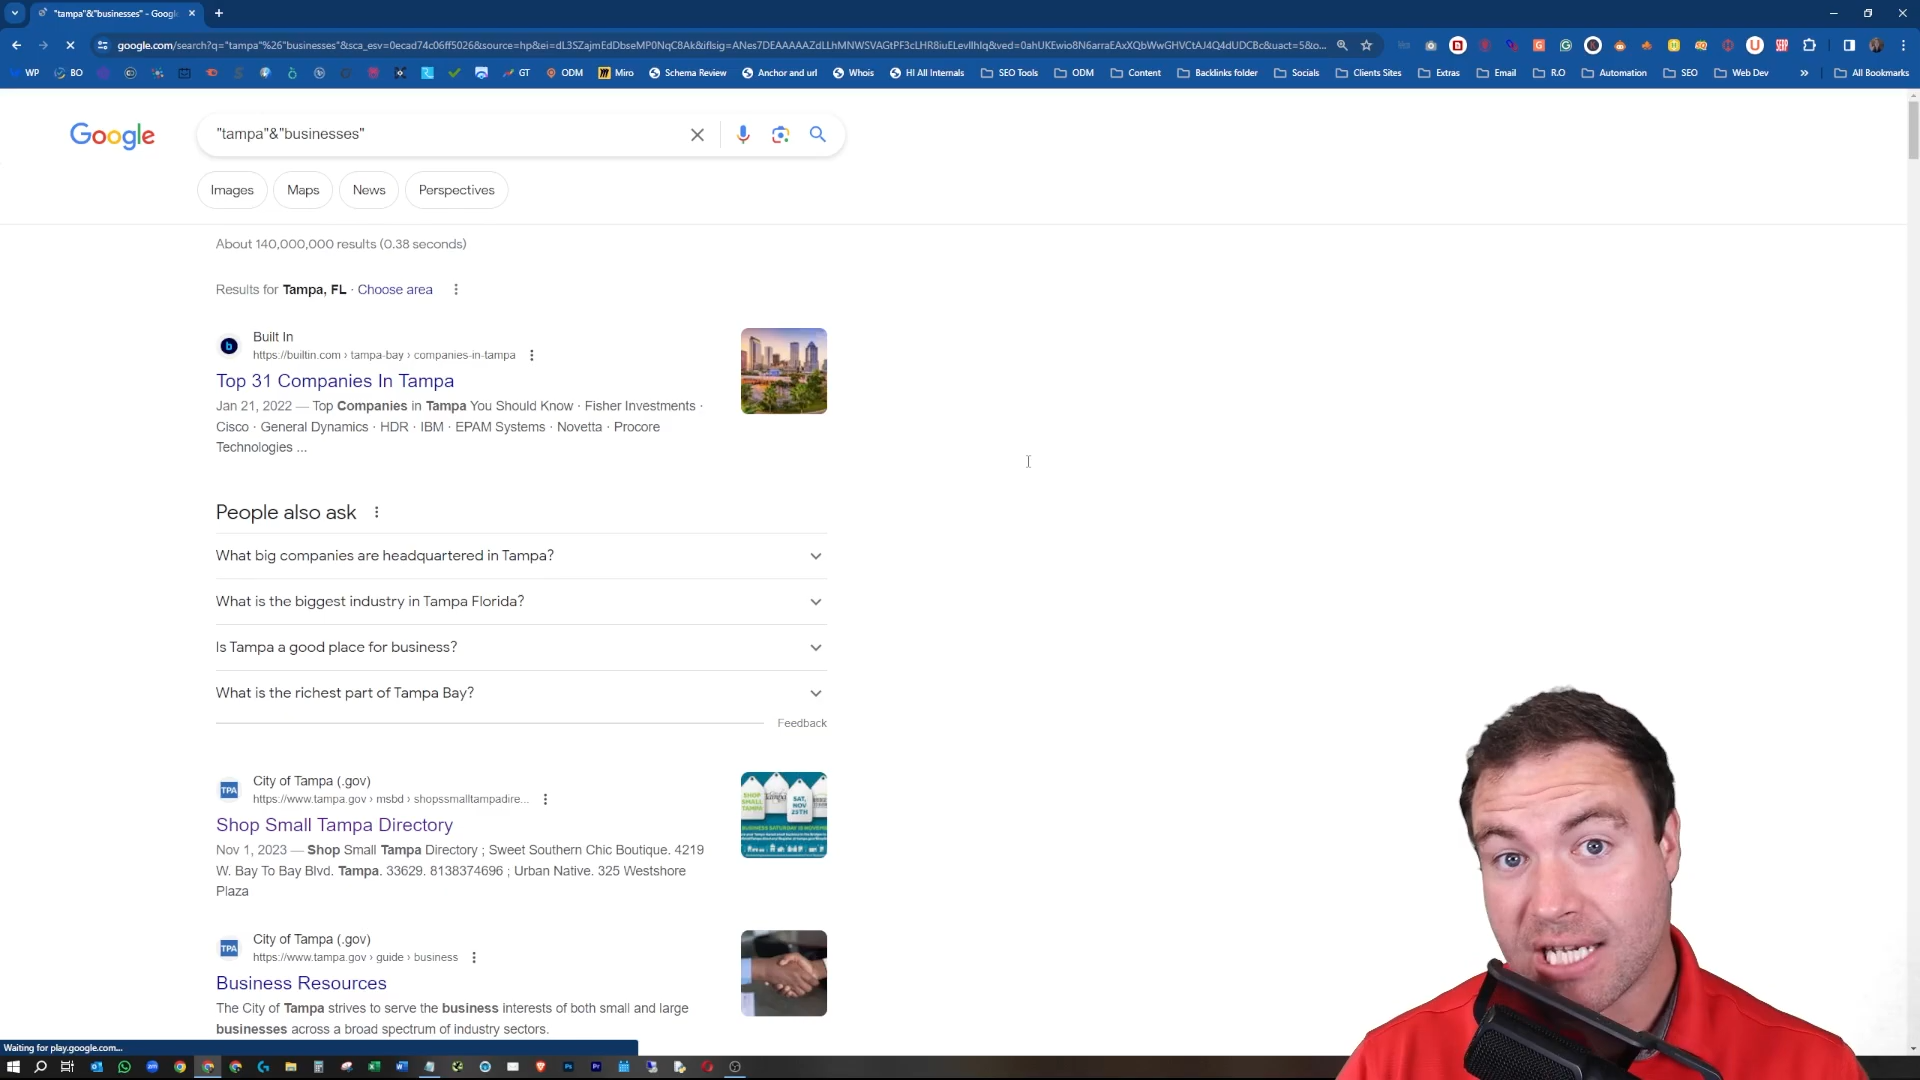 "tampa"&"businesses" - Google
google.com/search?q="tampa"%26"businesses"&sca_esv=0ecad74c06ff5026&source=hp&ei=dL3SZajmEdDbseMP0NqC8Ak&iflsig=ANes7DEAAAAAZdLLhMNWSVAGtPF3cLHR8iuELevIlhIq&ved=0ahUKEwio8N6arraEAxXQbWwGHVCtAJ4Q4dUDCBc&uact=5&o...
WP BO GT ODM Miro Schema Review Anchor and url Whois HI All Internals SEO Tools ODM Content Backlinks folder Socials Clients Sites Extras Email R.O Automation SEO Web Dev » All Bookmarks
Google "tampa"&"businesses"
Images Maps News Perspectives
About 140,000,000 results (0.38 seconds)
Results for Tampa, FL · Choose area
Built In
https://builtin.com › tampa-bay › companies-in-tampa
Top 31 Companies In Tampa
Jan 21, 2022 — Top Companies in Tampa You Should Know · Fisher Investments ·
Cisco · General Dynamics · HDR · IBM · EPAM Systems · Novetta · Procore
Technologies ...
People also ask
What big companies are headquartered in Tampa?
What is the biggest industry in Tampa Florida?
Is Tampa a good place for business?
What is the richest part of Tampa Bay?
Feedback
TPA
City of Tampa (.gov)
https://www.tampa.gov › msbd › shopssmalltampadire...
Shop Small Tampa Directory
Nov 1, 2023 — Shop Small Tampa Directory ; Sweet Southern Chic Boutique. 4219
W. Bay To Bay Blvd. Tampa. 33629. 8138374696 ; Urban Native. 325 Westshore
Plaza
SHOP SMALL TAMPA
SAT, NOV 25TH
TPA
City of Tampa (.gov)
https://www.tampa.gov › guide › business
Business Resources
The City of Tampa strives to serve the business interests of both small and large
businesses across a broad spectrum of industry sectors.
Waiting for play.google.com...